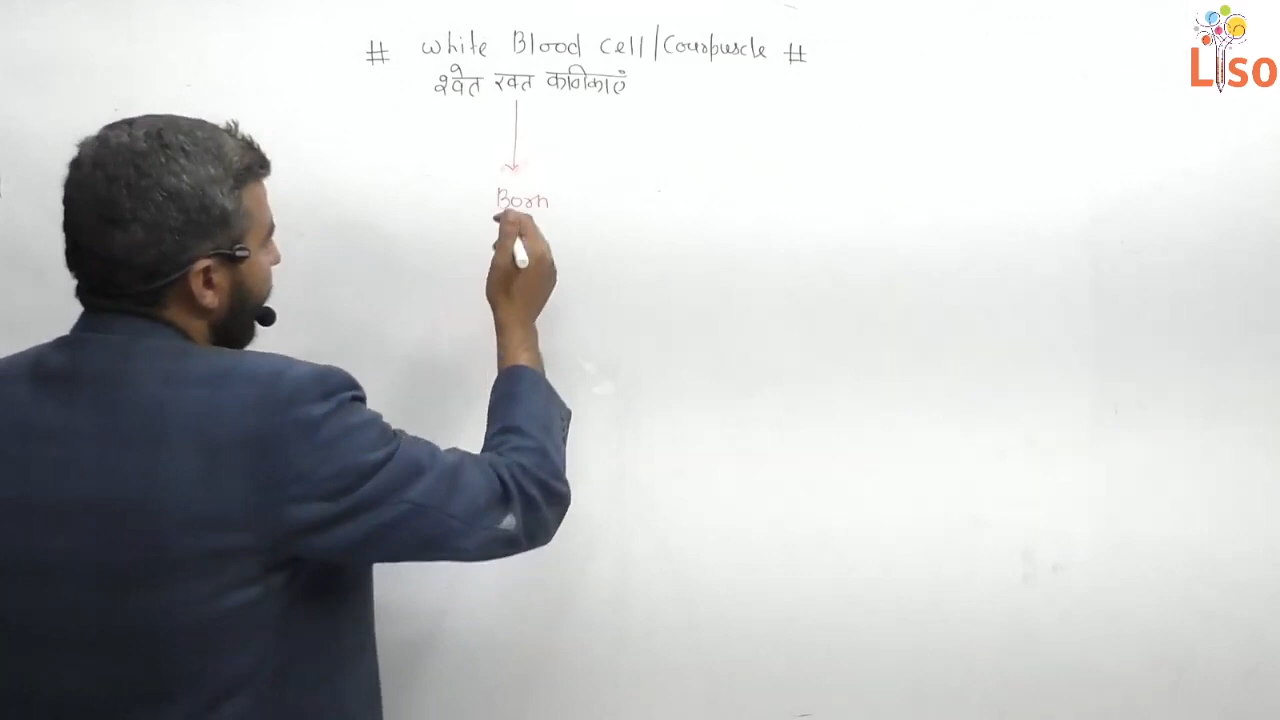 # White Blood Cell/Courpuscle #
श्वेत रक्त कणिकाएं
Born
Liso